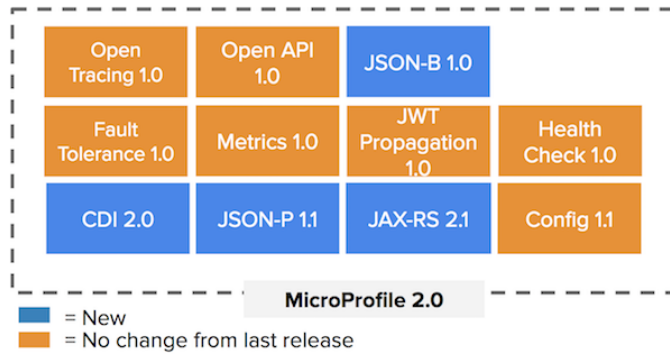 Open
Tracing 1.0
Open API
1.0
JSON-B 1.0
Fault
Tolerance 1.0
Metrics 1.0
JWT
Propagation
1.0
Health
Check 1.0
CDI 2.0
JSON-P 1.1
JAX-RS 2.1
Config 1.1
MicroProfile 2.0
= New
= No change from last release